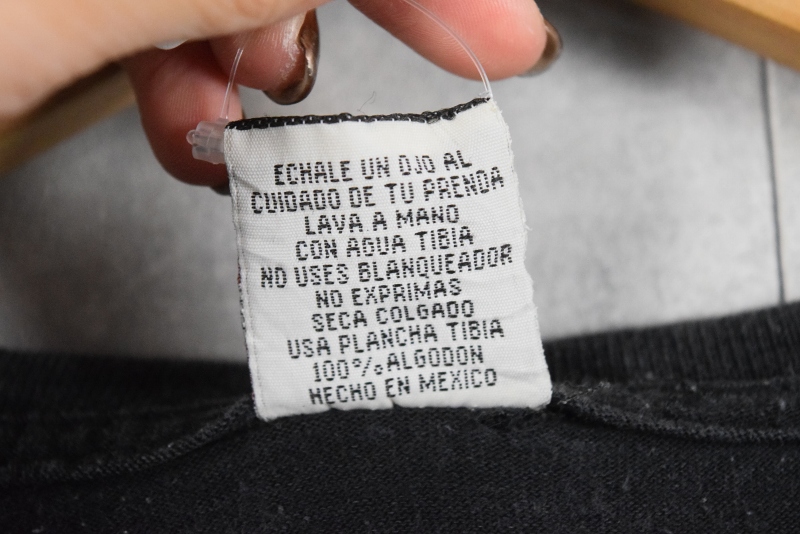 ECHALE UN OJO AL
CUIDADO DE TU PRENDA
LAVA A MANO
CON AGUA TIBIA
NO USES BLANQUEADOR
NO EXPRIMAS
SECA COLGADO
USA PLANCHA TIBIA
100% ALGODON
HECHO EN MEXICO